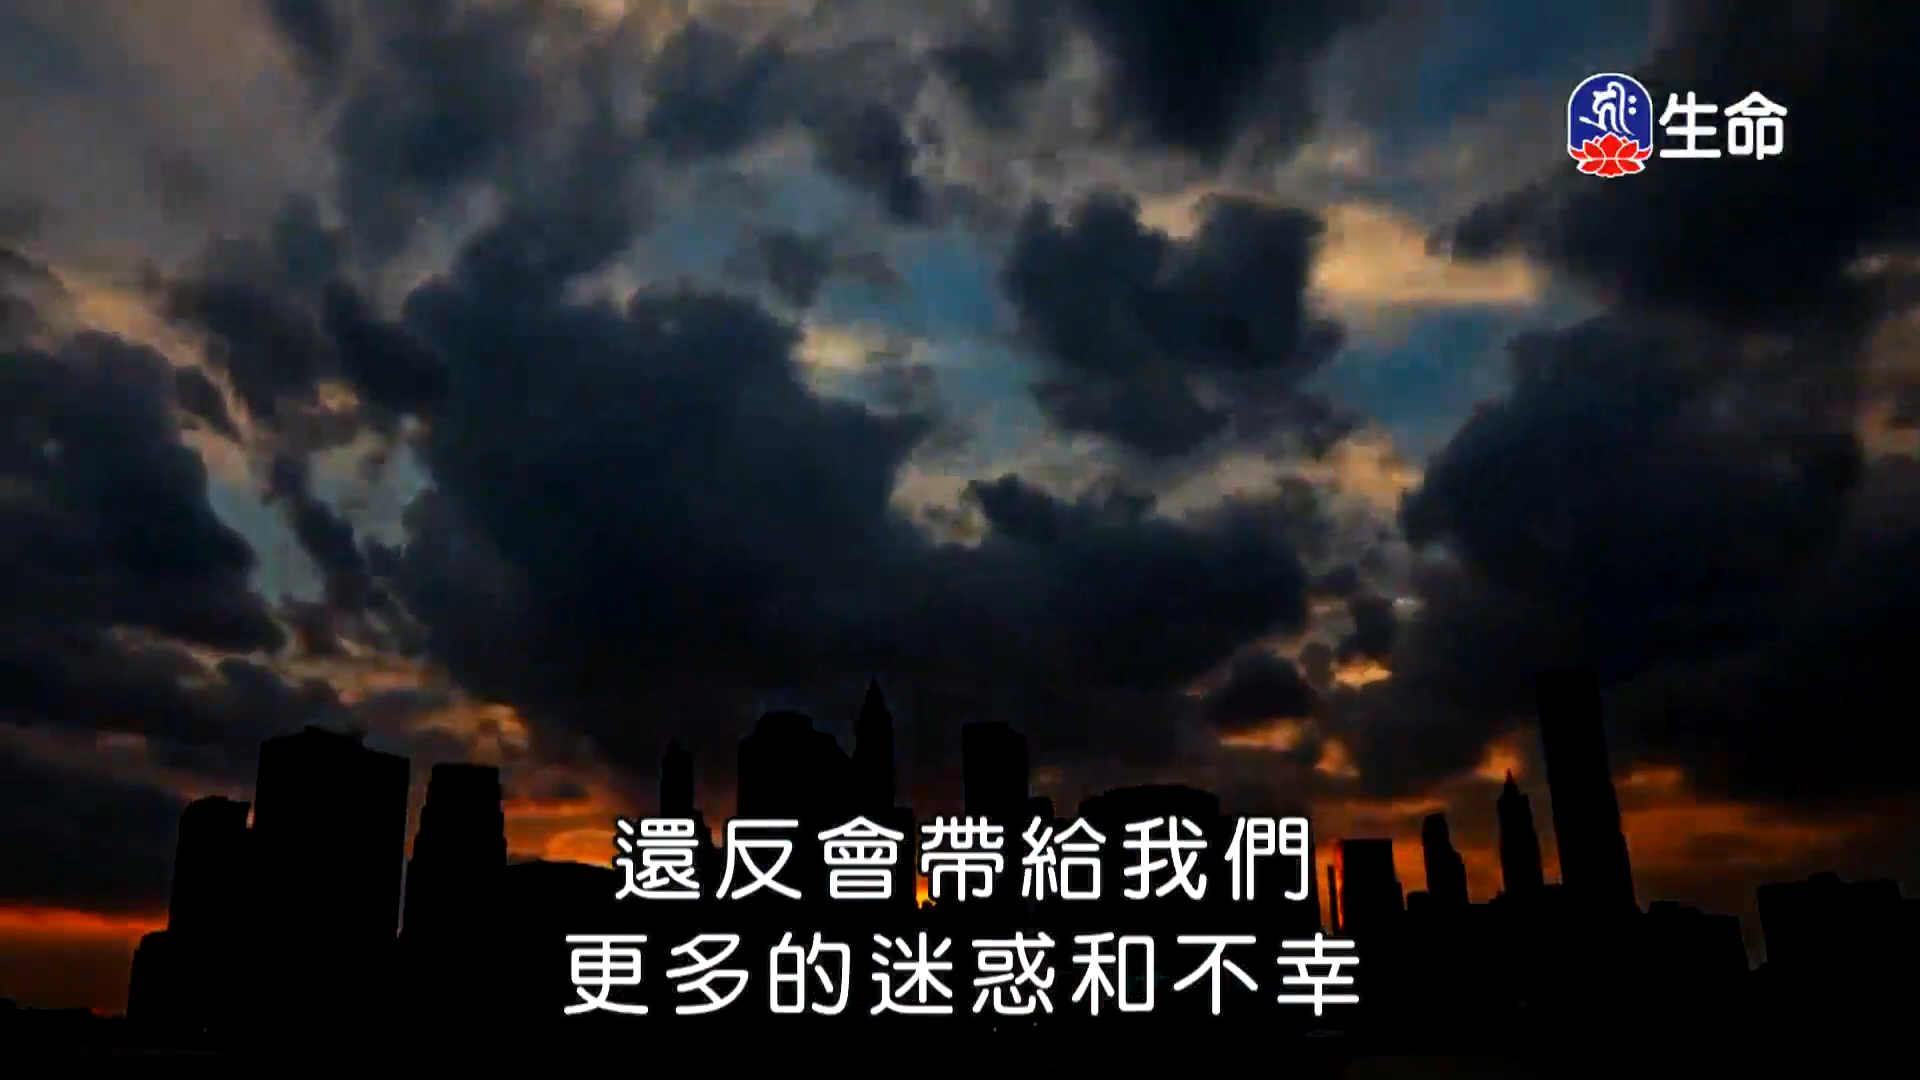 生命
還反會帶給我們
更多的迷惑和不幸